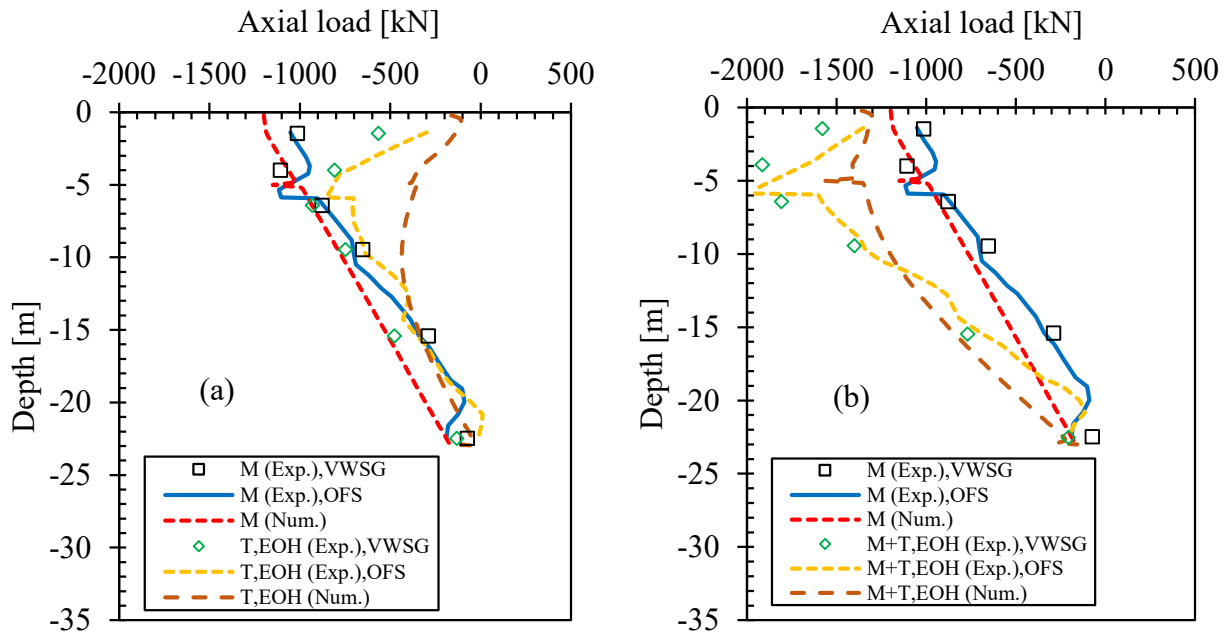 Axial load [kN]
-2000 -1500 -1000 -500 0 500
0
-5
-10
-15
-20
-25
-30
-35
Depth [m]
(a)
M (Exp.),VWSG
M (Exp.),OFS
M (Num.)
T,EOH (Exp.),VWSG
T,EOH (Exp.),OFS
T,EOH (Num.)
Axial load [kN]
-2000 -1500 -1000 -500 0 500
0
-5
-10
-15
-20
-25
-30
-35
Depth [m]
(b)
M (Exp.),VWSG
M (Exp.),OFS
M (Num.)
M+T,EOH (Exp.),VWSG
M+T,EOH (Exp.),OFS
M+T,EOH (Num.)